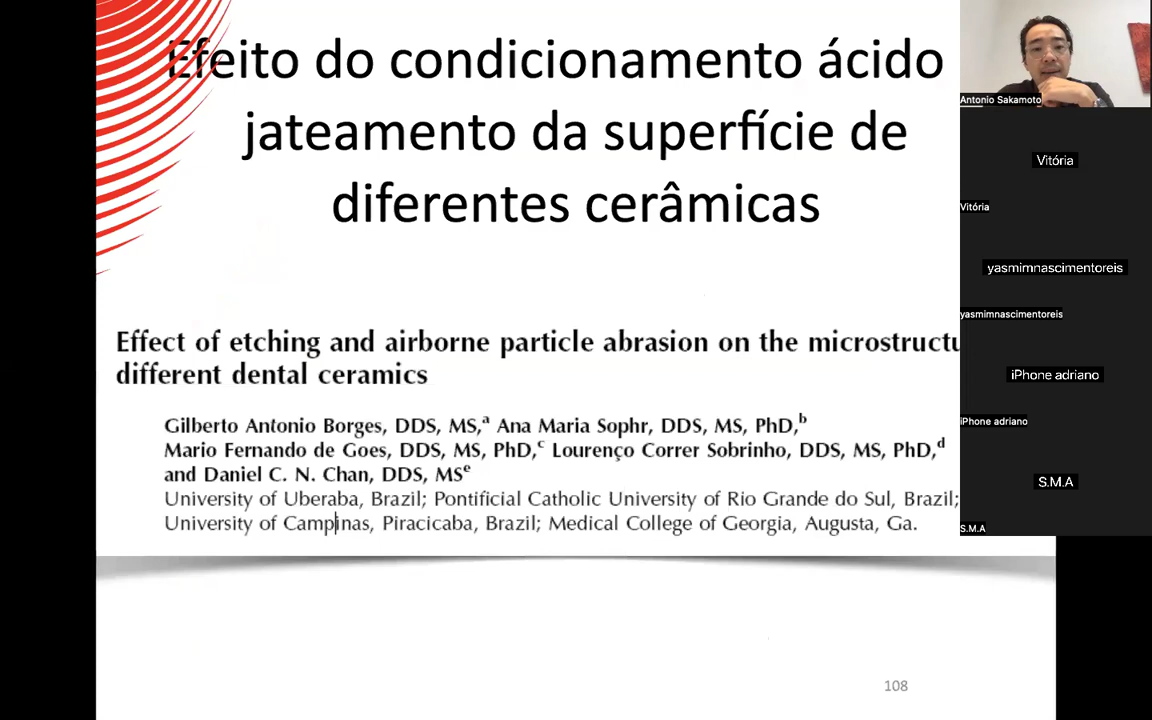 Efeito do condicionamento ácido
jateamento da superfície de
diferentes cerâmicas
Effect of etching and airborne particle abrasion on the microstructu
different dental ceramics
Gilberto Antonio Borges, DDS, MS,a Ana Maria Sophr, DDS, MS, PhD,b
Mario Fernando de Goes, DDS, MS, PhD,c Lourenço Correr Sobrinho, DDS, MS, PhD,d
and Daniel C. N. Chan, DDS, MSe
University of Uberaba, Brazil; Pontificial Catholic University of Rio Grande do Sul, Brazil;
University of Campinas, Piracicaba, Brazil; Medical College of Georgia, Augusta, Ga.
108
Antonio Sakamoto
Vitória
Vitória
yasmimnascimentoreis
yasmimnascimentoreis
iPhone adriano
iPhone adriano
S.M.A
S.M.A